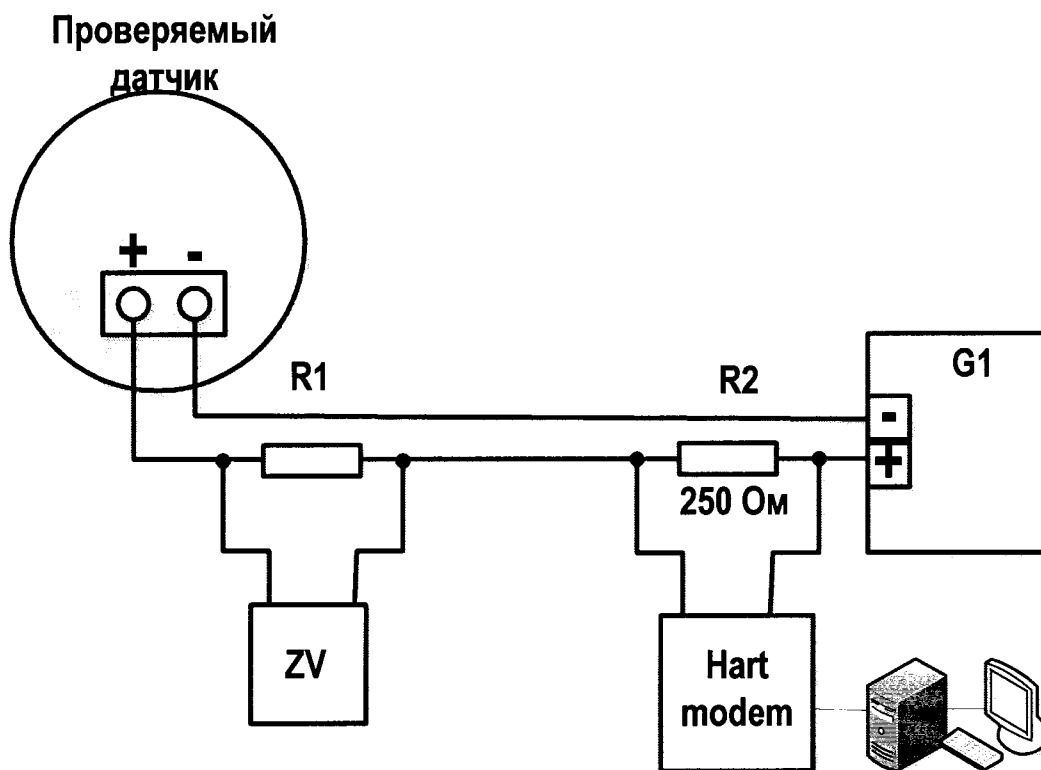 Проверяемый
датчик
+ -
R1
R2
G1
-
+
250 Ом
ZV
Hart
modem